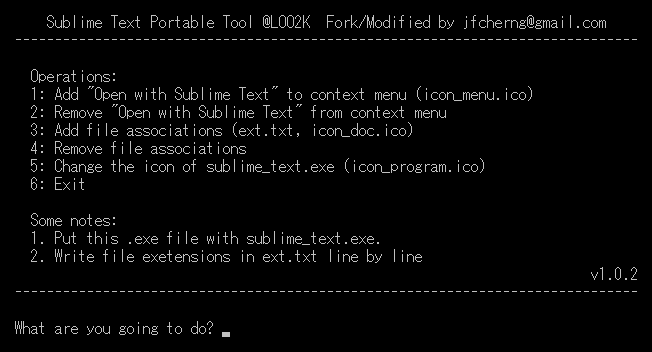 Sublime Text Portable Tool @LOO2K  Fork/Modified by jfcherng@gmail.com
-----------------------------------------------------------------------
Operations:
1: Add "Open with Sublime Text" to context menu (icon_menu.ico)
2: Remove "Open with Sublime Text" from context menu
3: Add file associations (ext.txt, icon_doc.ico)
4: Remove file associations
5: Change the icon of sublime_text.exe (icon_program.ico)
6: Exit
Some notes:
1. Put this .exe file with sublime_text.exe.
2. Write file exetensions in ext.txt line by line
v1.0.2
-----------------------------------------------------------------------
What are you going to do? _